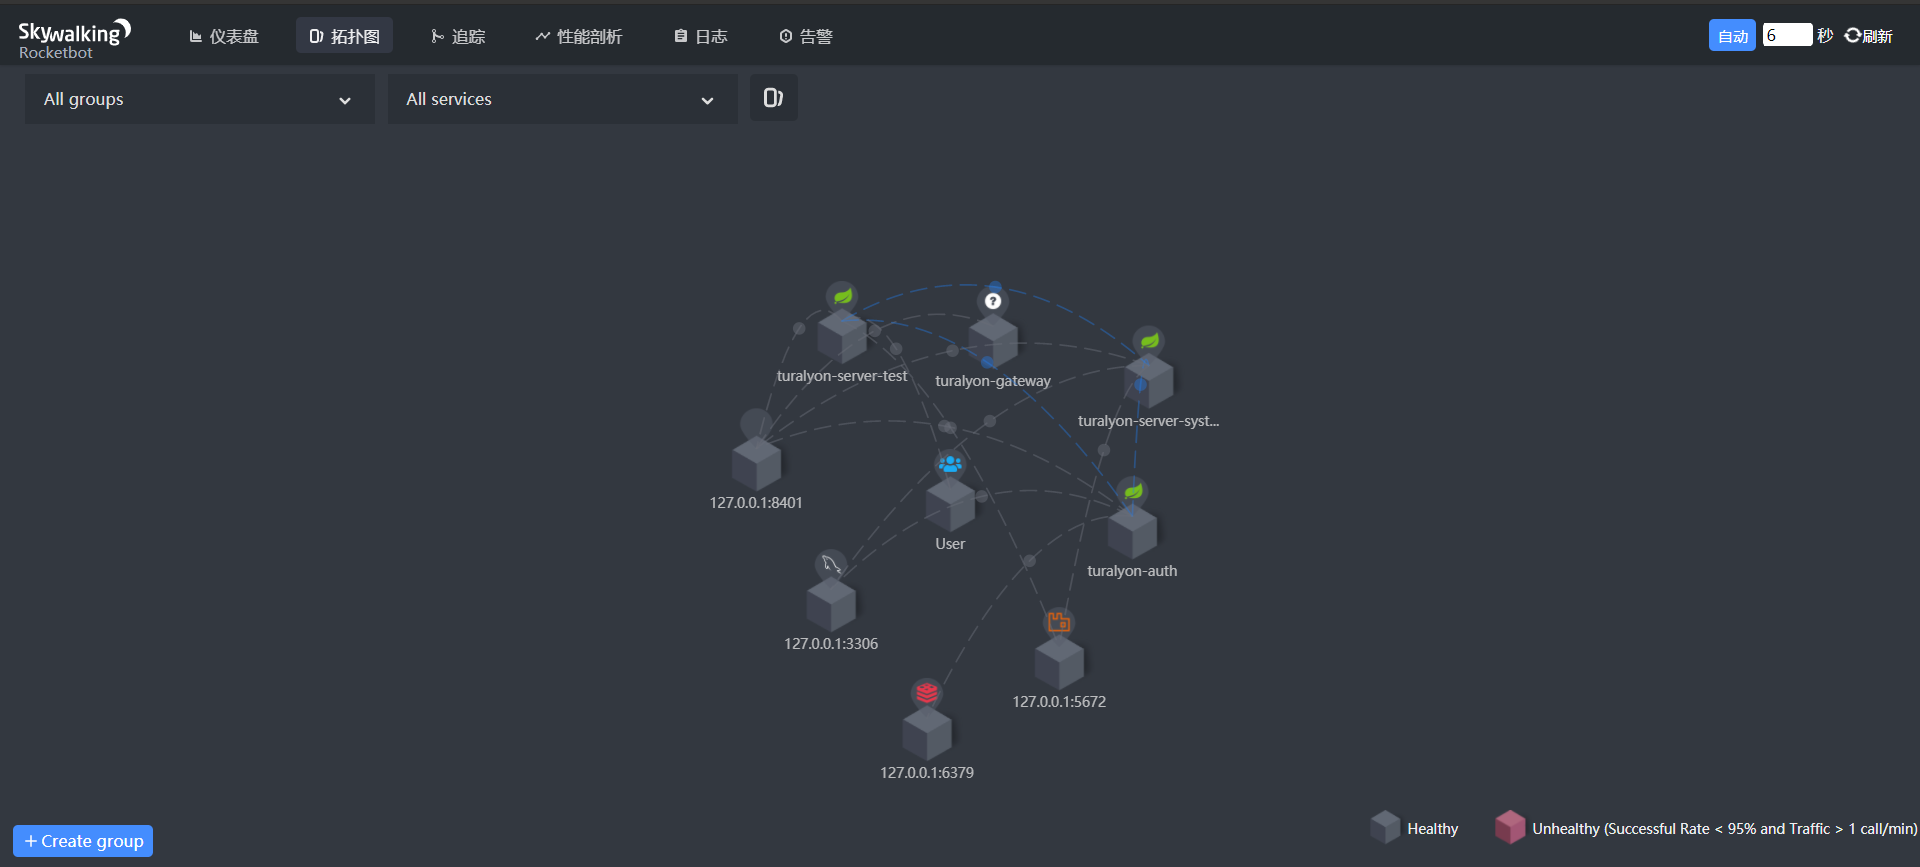 Skywalking
Rocketbot
仪表盘
拓扑图
追踪
性能剖析
日志
告警
自动
6
秒
刷新
All groups
All services
?
turalyon-server-test
turalyon-gateway
turalyon-server-syst...
127.0.0.1:8401
User
turalyon-auth
127.0.0.1:3306
127.0.0.1:5672
127.0.0.1:6379
Healthy
Unhealthy (Successful Rate < 95% and Traffic > 1 call/min)
+ Create group